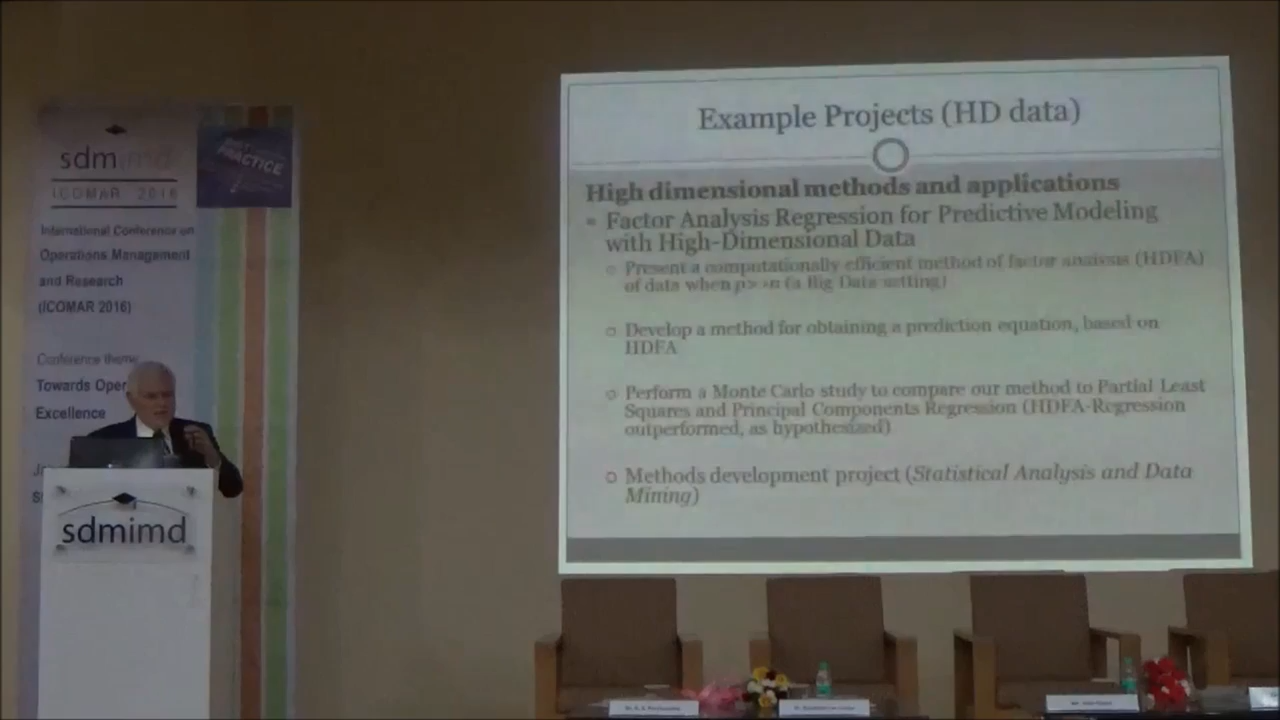 sdmimd
ICOMAR 2016
PRACTICE
International Conference on
Operations Management
and Research
(ICOMAR 2016)
Conference theme
Towards Oper
Excellence
sdmimd
Example Projects (HD data)
High dimensional methods and applications
Factor Analysis Regression for Predictive Modeling
with High-Dimensional Data
Present a computationally efficient method of factor analysis (HDFA)
of data when p>>n (a Big Data setting)
Develop a method for obtaining a prediction equation, based on
HDFA
Perform a Monte Carlo study to compare our method to Partial Least
Squares and Principal Components Regression (HDFA-Regression
outperformed, as hypothesized)
Methods development project (Statistical Analysis and Data
Mining)